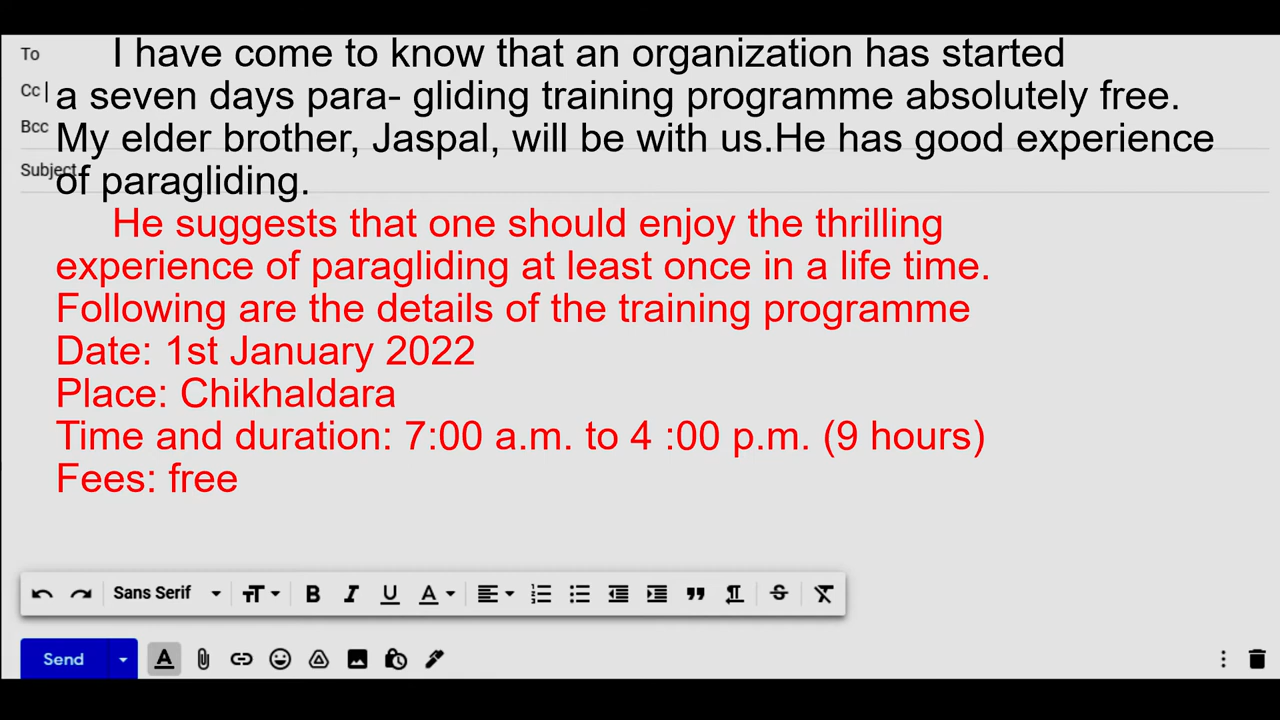 To
I have come to know that an organization has started
Cc
a seven days para- gliding training programme absolutely free.
Bcc
My elder brother, Jaspal, will be with us.He has good experience
Subject
of paragliding.
He suggests that one should enjoy the thrilling
experience of paragliding at least once in a life time.
Following are the details of the training programme
Date: 1st January 2022
Place: Chikhaldara
Time and duration: 7:00 a.m. to 4 :00 p.m. (9 hours)
Fees: free
Sans Serif
Send